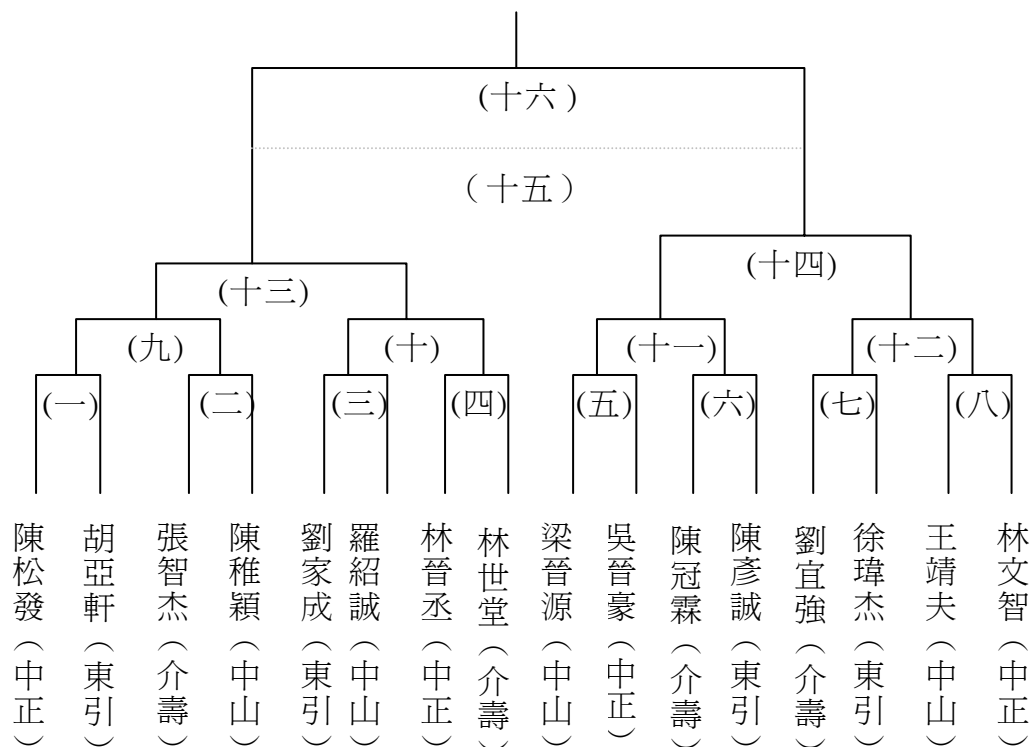 (十六)
(十五)
(十四)
(十三)
(九)
(十)
(十一)
(十二)
(一)
(二)
(三)
(四)
(五)
(六)
(七)
(八)
陳松發(中正)
胡亞軒(東引)
張智杰(介壽)
陳稚穎(中山)
劉家成(東引)
羅紹誠(中山)
林晉丞(中正)
林世堂(介壽)
梁晉源(中山)
吳晉豪(中正)
陳冠霖(介壽)
陳彥誠(東引)
劉宜強(介壽)
徐瑋杰(東引)
王靖夫(中山)
林文智(中正)